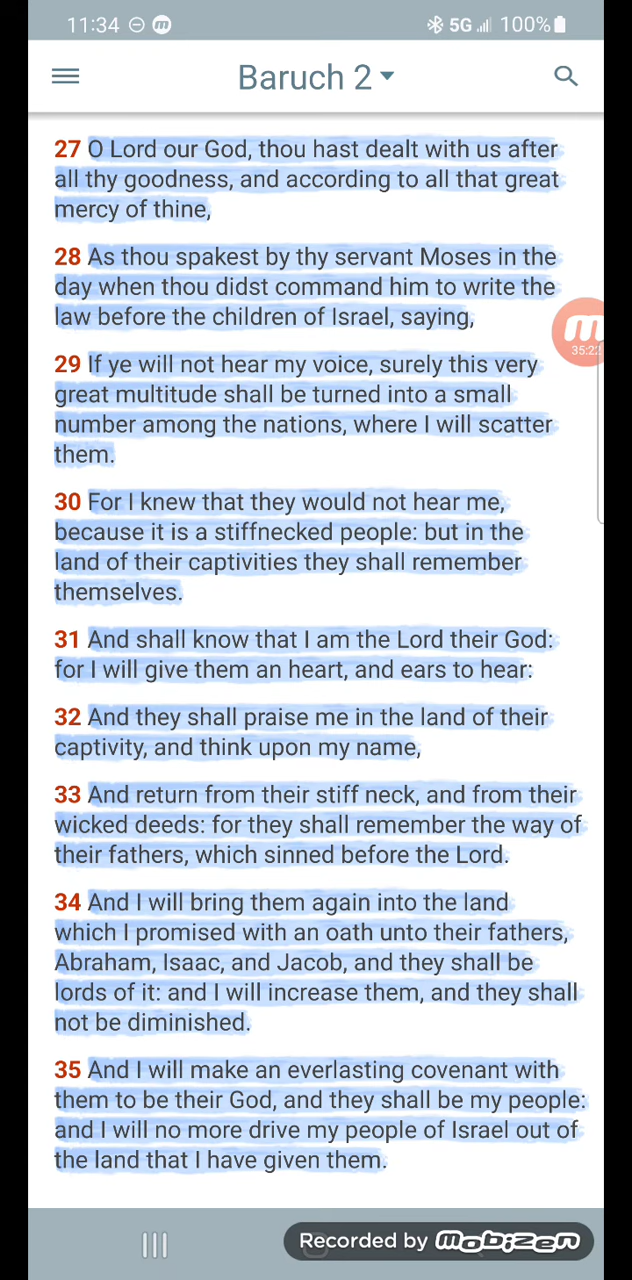 11:34 m 5G 100%
Baruch 2
27 O Lord our God, thou hast dealt with us after
all thy goodness, and according to all that great
mercy of thine,
28 As thou spakest by thy servant Moses in the
day when thou didst command him to write the
law before the children of Israel, saying,
m
35:22
29 If ye will not hear my voice, surely this very
great multitude shall be turned into a small
number among the nations, where I will scatter
them.
30 For I knew that they would not hear me,
because it is a stiffnecked people: but in the
land of their captivities they shall remember
themselves.
31 And shall know that I am the Lord their God:
for I will give them an heart, and ears to hear:
32 And they shall praise me in the land of their
captivity, and think upon my name,
33 And return from their stiff neck, and from their
wicked deeds: for they shall remember the way of
their fathers, which sinned before the Lord.
34 And I will bring them again into the land
which I promised with an oath unto their fathers,
Abraham, Isaac, and Jacob, and they shall be
lords of it: and I will increase them, and they shall
not be diminished.
35 And I will make an everlasting covenant with
them to be their God, and they shall be my people:
and I will no more drive my people of Israel out of
the land that I have given them.
Recorded by mobizen